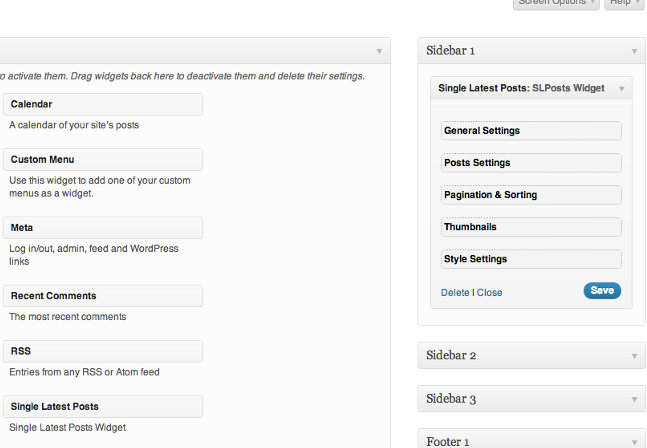 Screen Options
Help
o activate them. Drag widgets back here to deactivate them and delete their settings.
Calendar
A calendar of your site's posts
Custom Menu
Use this widget to add one of your custom
menus as a widget.
Meta
Log in/out, admin, feed and WordPress
links
Recent Comments
The most recent comments
RSS
Entries from any RSS or Atom feed
Single Latest Posts
Single Latest Posts Widget
Sidebar 1
Single Latest Posts: SLPosts Widget
General Settings
Posts Settings
Pagination & Sorting
Thumbnails
Style Settings
Delete | Close
Save
Sidebar 2
Sidebar 3
Footer 1